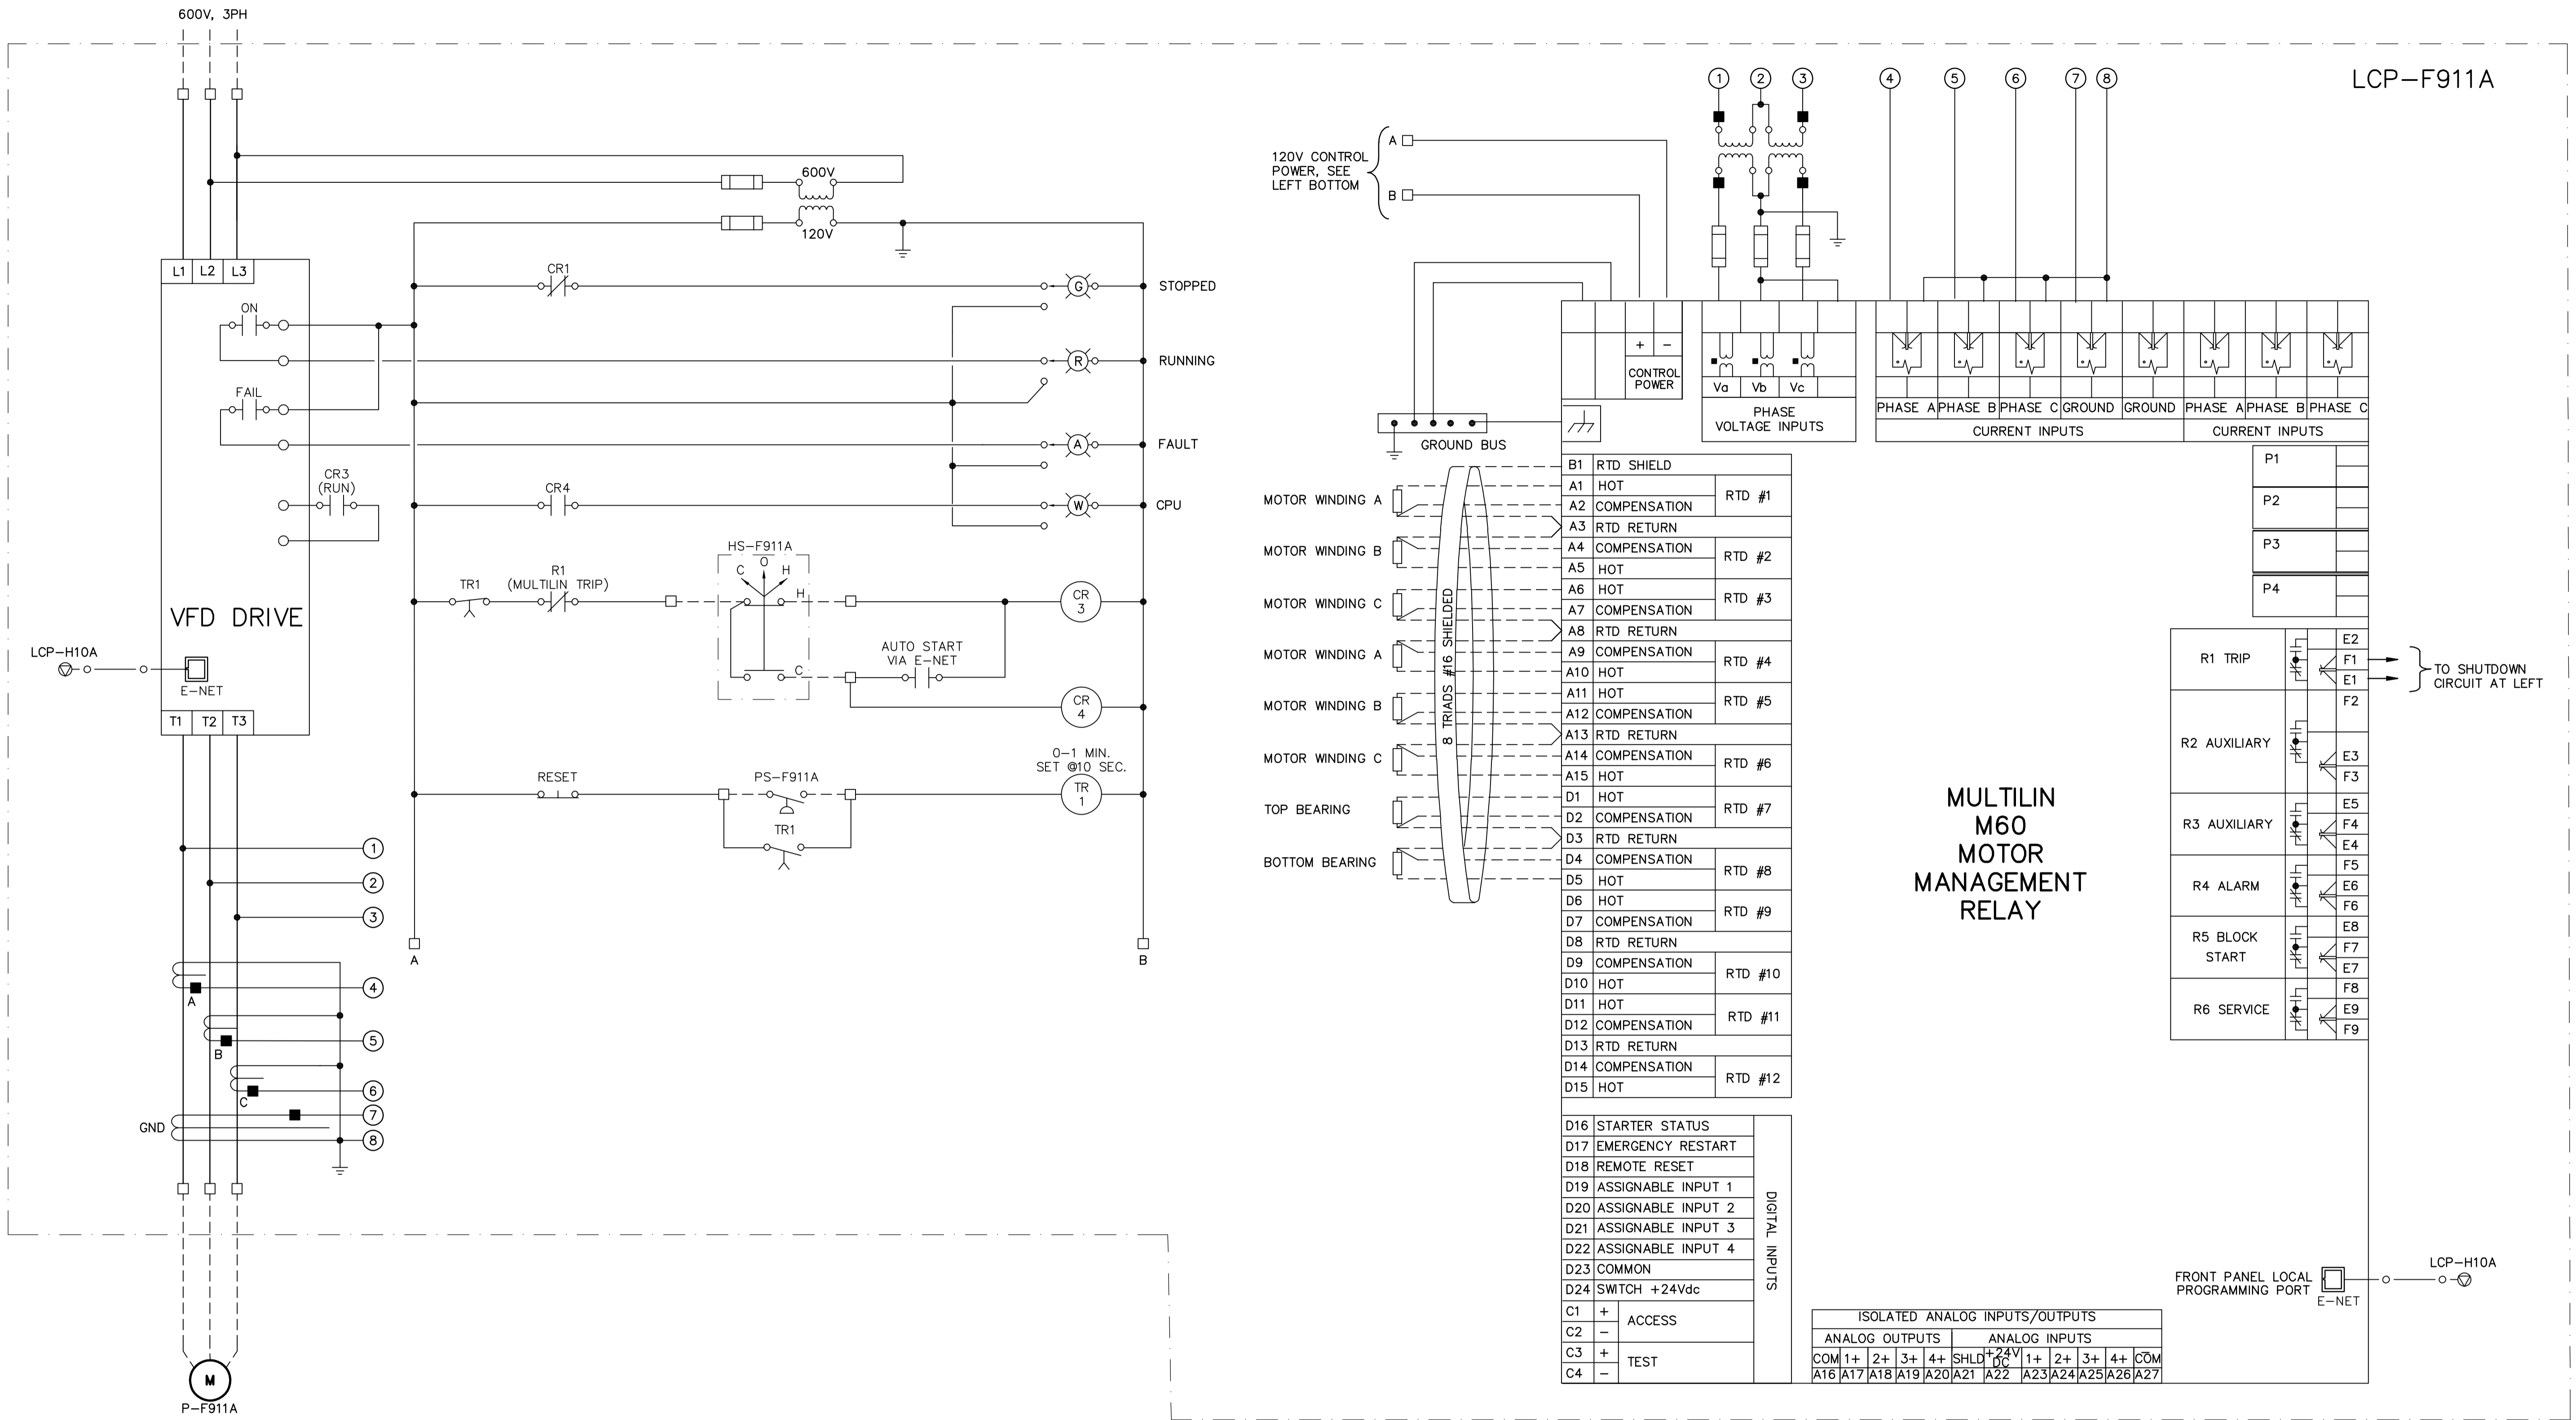 600V, 3PH
LCP-F911A
600V
120V
L1 L2 L3
ON
FAIL
CR3
(RUN)
VFD DRIVE
LCP-H10A
E-NET
T1 T2 T3
CR1
G
STOPPED
R
RUNNING
A
FAULT
CR4
W
CPU
HS-F911A
C O H
TR1
R1
(MULTILIN TRIP)
H
CR
3
AUTO START
VIA E-NET
C
CR
4
0-1 MIN.
SET @10 SEC.
RESET
PS-F911A
TR
1
TR1
1
2
3
A
4
B
5
C
6
7
GND
8
A
B
M
P-F911A
1 2 3 4 5 6 7 8
120V CONTROL
POWER, SEE
LEFT BOTTOM
A
B
+ -
CONTROL
POWER
Va Vb Vc
PHASE
VOLTAGE INPUTS
PHASE A PHASE B PHASE C GROUND GROUND PHASE A PHASE B PHASE C
CURRENT INPUTS
CURRENT INPUTS
GROUND BUS
8 TRIADS #16 SHIELDED
MOTOR WINDING A
MOTOR WINDING B
MOTOR WINDING C
MOTOR WINDING A
MOTOR WINDING B
MOTOR WINDING C
TOP BEARING
BOTTOM BEARING
B1 RTD SHIELD
A1 HOT
RTD #1
A2 COMPENSATION
A3 RTD RETURN
A4 COMPENSATION
RTD #2
A5 HOT
A6 HOT
RTD #3
A7 COMPENSATION
A8 RTD RETURN
A9 COMPENSATION
RTD #4
A10 HOT
A11 HOT
RTD #5
A12 COMPENSATION
A13 RTD RETURN
A14 COMPENSATION
RTD #6
A15 HOT
D1 HOT
RTD #7
D2 COMPENSATION
D3 RTD RETURN
D4 COMPENSATION
RTD #8
D5 HOT
D6 HOT
RTD #9
D7 COMPENSATION
D8 RTD RETURN
D9 COMPENSATION
RTD #10
D10 HOT
D11 HOT
RTD #11
D12 COMPENSATION
D13 RTD RETURN
D14 COMPENSATION
RTD #12
D15 HOT
D16 STARTER STATUS
D17 EMERGENCY RESTART
D18 REMOTE RESET
D19 ASSIGNABLE INPUT 1
D20 ASSIGNABLE INPUT 2
D21 ASSIGNABLE INPUT 3
D22 ASSIGNABLE INPUT 4
D23 COMMON
D24 SWITCH +24Vdc
C1 +
ACCESS
C2 -
C3 +
TEST
C4 -
DIGITAL INPUTS
MULTILIN
M60
MOTOR
MANAGEMENT
RELAY
P1
P2
P3
P4
R1 TRIP
E2
F1
E1
TO SHUTDOWN
CIRCUIT AT LEFT
R2 AUXILIARY
F2
E3
F3
R3 AUXILIARY
E5
F4
E4
R4 ALARM
F5
E6
F6
R5 BLOCK
START
E8
F7
E7
R6 SERVICE
F8
E9
F9
FRONT PANEL LOCAL
PROGRAMMING PORT
E-NET
LCP-H10A
ISOLATED ANALOG INPUTS/OUTPUTS
ANALOG OUTPUTS ANALOG INPUTS
COM 1+ 2+ 3+ 4+ SHLD +24V DC 1+ 2+ 3+ 4+ COM
A16 A17 A18 A19 A20 A21 A22 A23 A24 A25 A26 A27